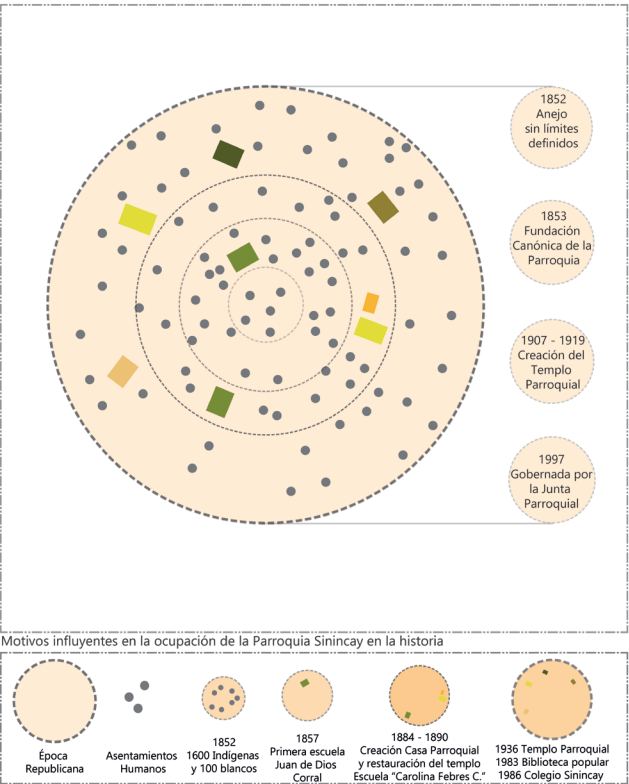 1852
Anejo
sin límites
definidos
1853
Fundación
Canónica de la
Parroquia
1907 - 1919
Creación del
Templo
Parroquial
1997
Gobernada por
la Junta
Parroquial
Motivos influyentes en la ocupación de la Parroquia Sinincay en la historia
Época
Republicana
Asentamientos
Humanos
1852
1600 Indígenas
y 100 blancos
1857
Primera escuela
Juan de Dios
Corral
1884 - 1890
Creación Casa Parroquial
y restauración del templo
Escuela "Carolina Febres C."
1936 Templo Parroquial
1983 Biblioteca popular
1986 Colegio Sinincay